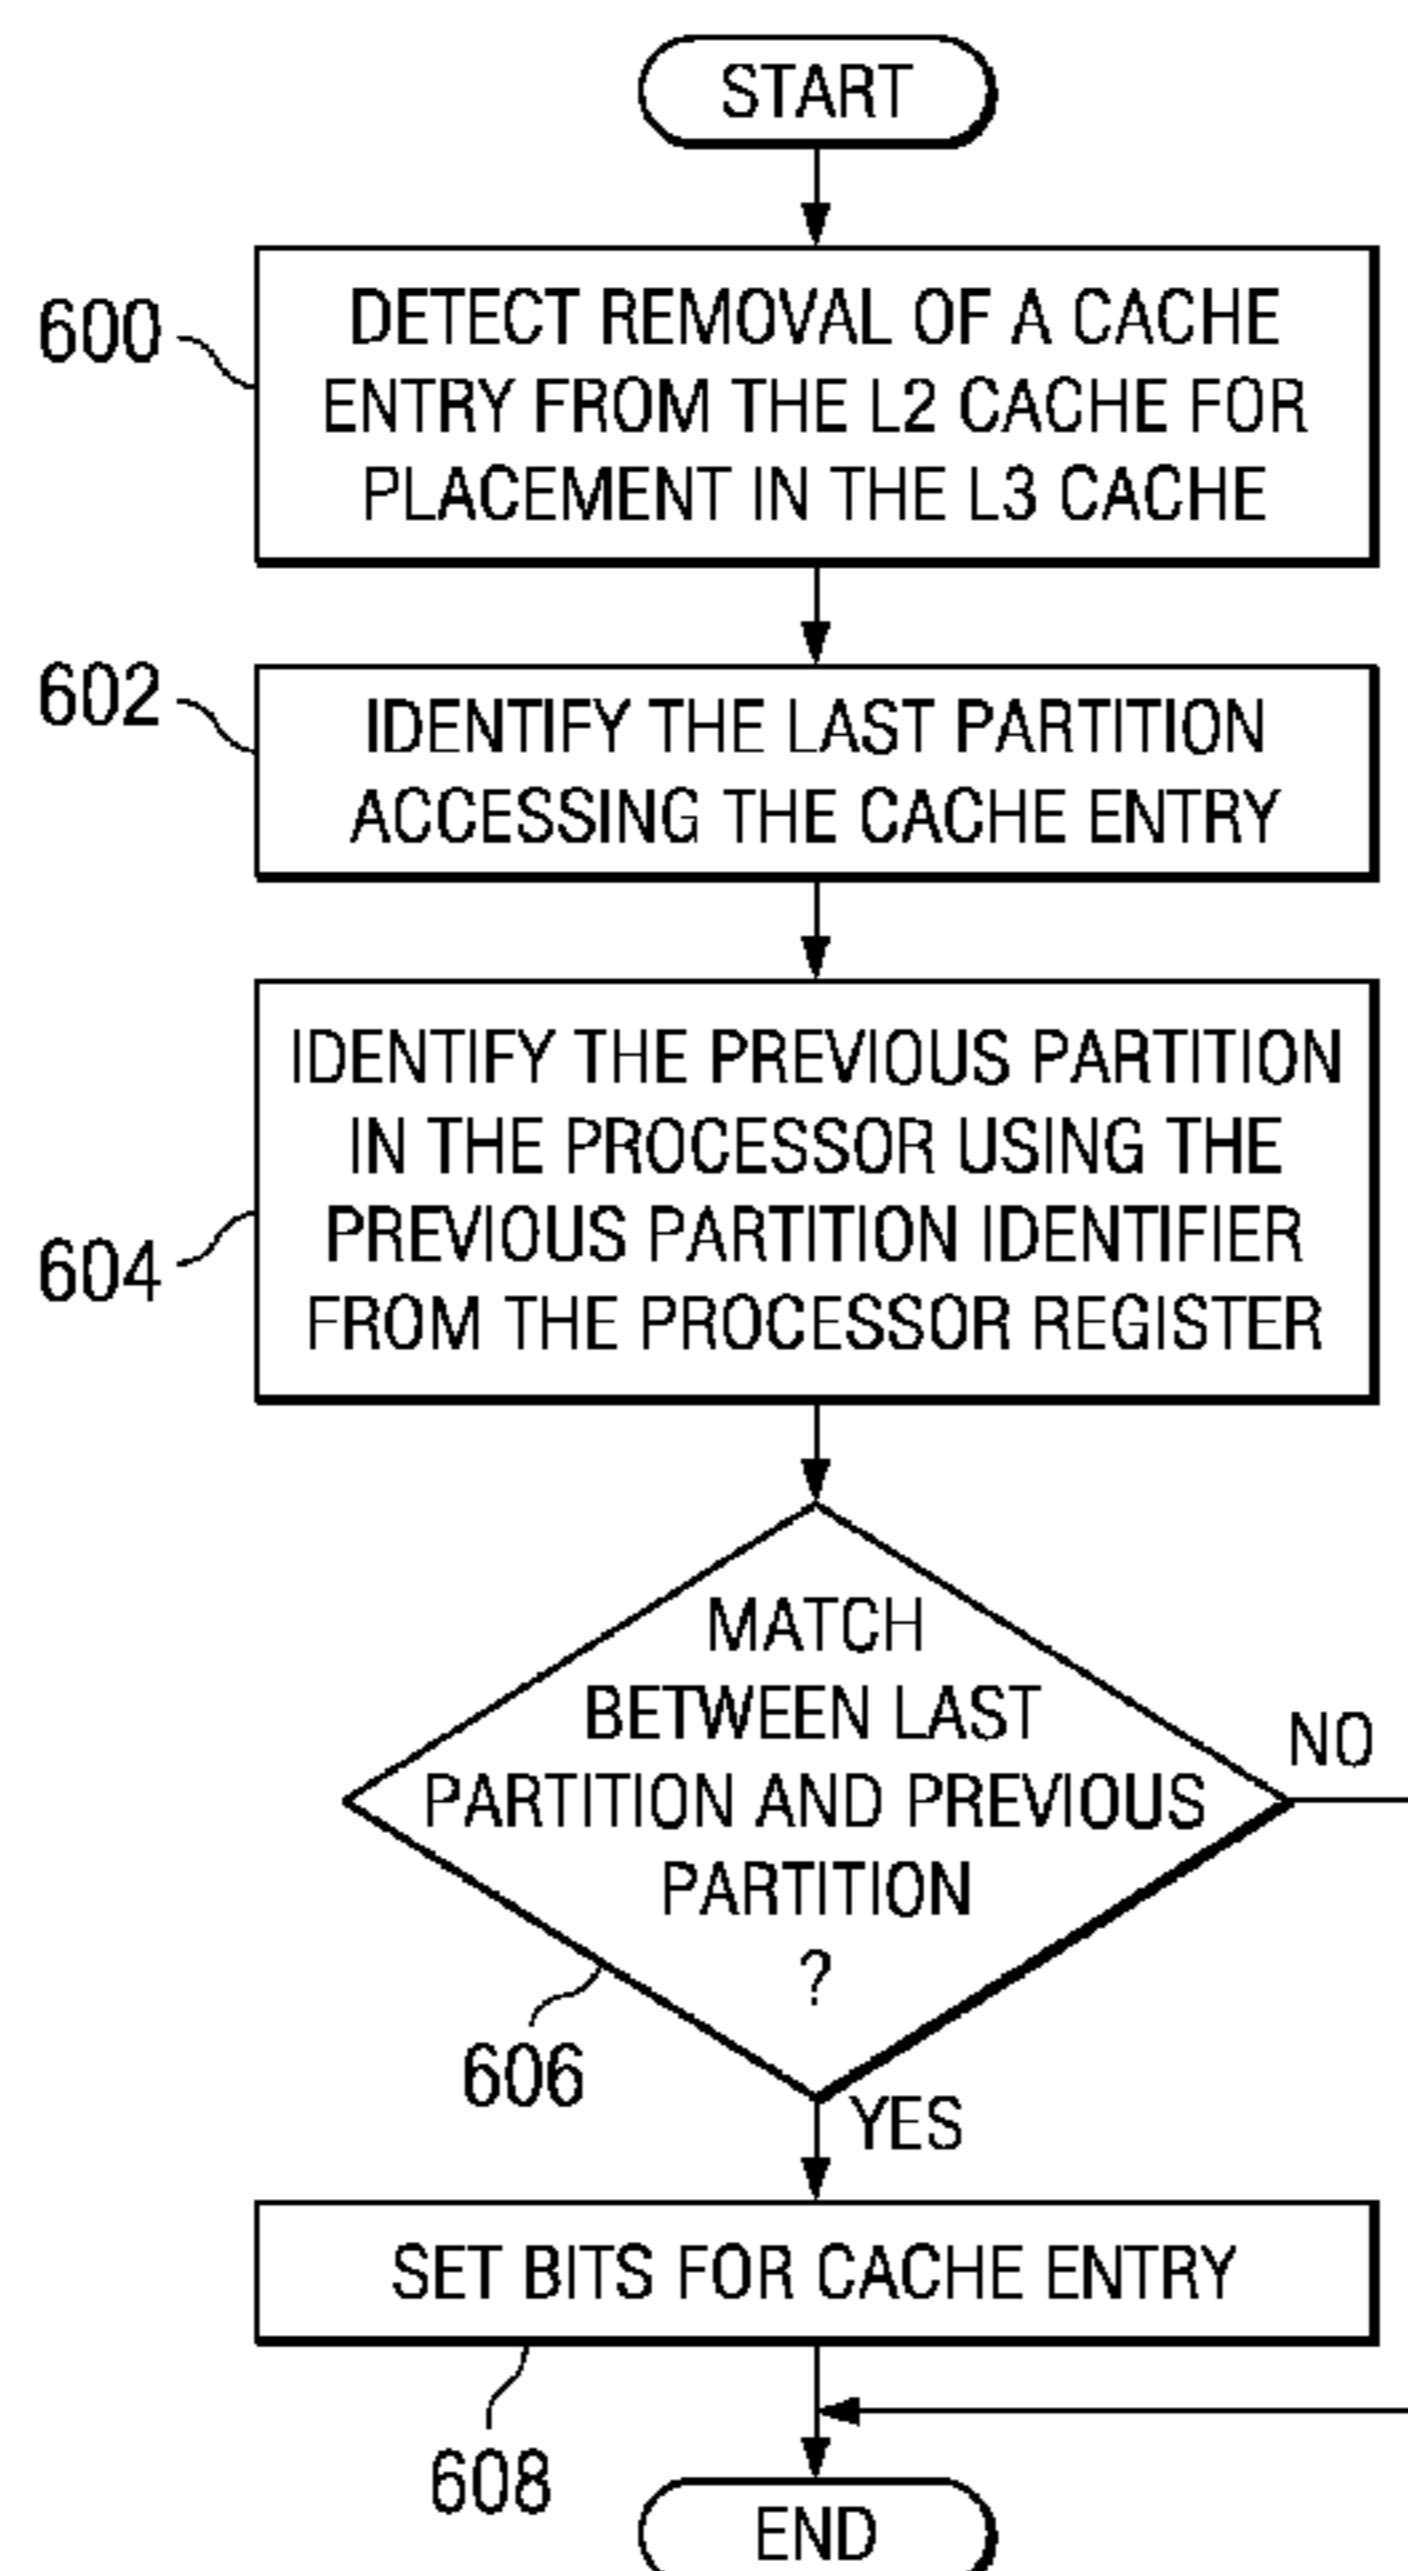 START
600
DETECT REMOVAL OF A CACHE
ENTRY FROM THE L2 CACHE FOR
PLACEMENT IN THE L3 CACHE
602
IDENTIFY THE LAST PARTITION
ACCESSING THE CACHE ENTRY
IDENTIFY THE PREVIOUS PARTITION
IN THE PROCESSOR USING THE
PREVIOUS PARTITION IDENTIFIER
FROM THE PROCESSOR REGISTER
604
MATCH
BETWEEN LAST
PARTITION AND PREVIOUS
PARTITION
?
NO
606
YES
SET BITS FOR CACHE ENTRY
608
END